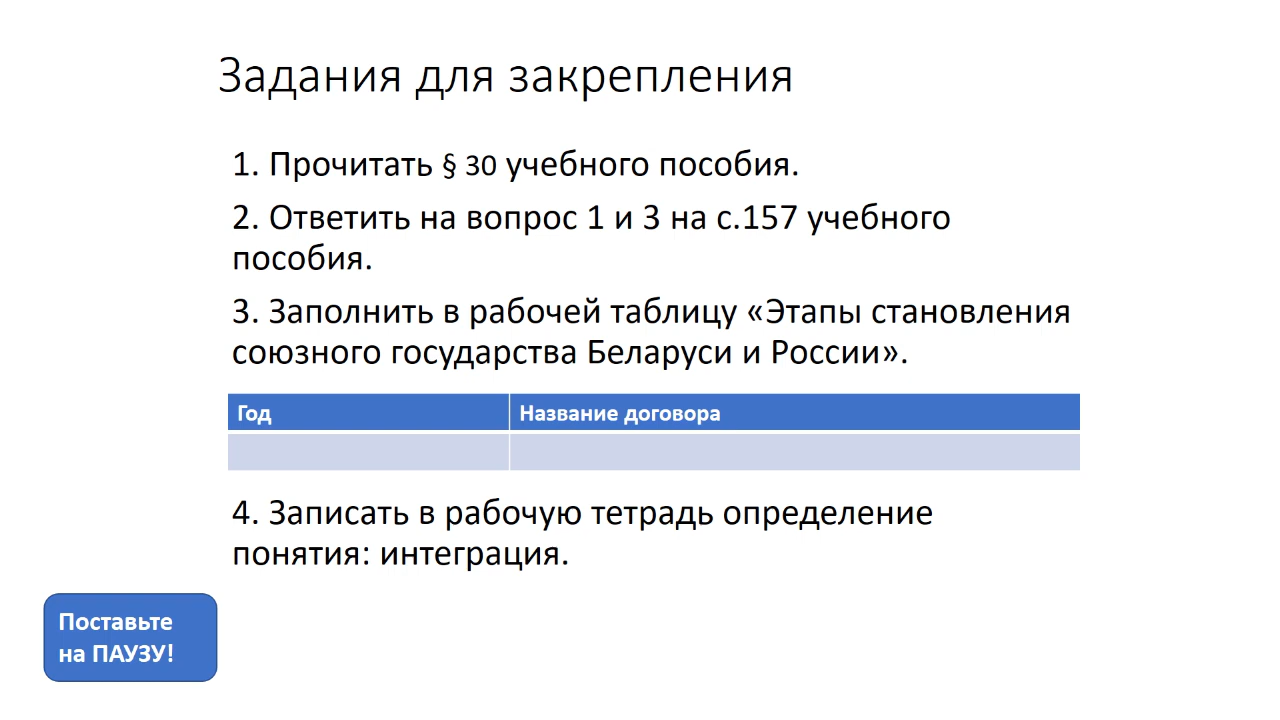 Задания для закрепления
1. Прочитать § 30 учебного пособия.
2. Ответить на вопрос 1 и 3 на с.157 учебного
пособия.
3. Заполнить в рабочей таблицу «Этапы становления
союзного государства Беларуси и России».
Год Название договора
4. Записать в рабочую тетрадь определение
понятия: интеграция.
Поставьте
на ПАУЗУ!